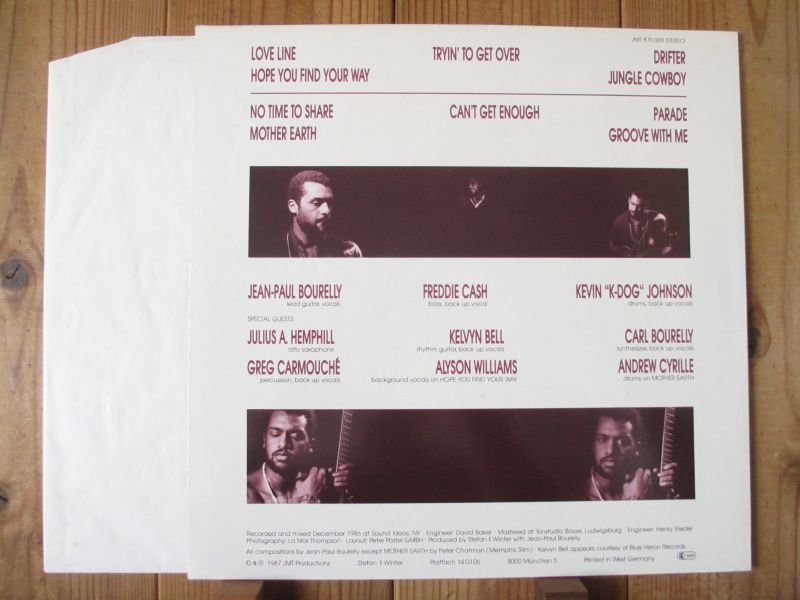 JMT 870 009 STEREO
LOVE LINE TRYIN' TO GET OVER DRIFTER
HOPE YOU FIND YOUR WAY JUNGLE COWBOY
NO TIME TO SHARE CAN'T GET ENOUGH PARADE
MOTHER EARTH GROOVE WITH ME
JEAN-PAUL BOURELLY FREDDIE CASH KEVIN "K-DOG" JOHNSON
lead guitar, vocals bass, back up vocal drums, back up vocals
SPECIAL GUESTS:
JULIUS A. HEMPHILL KELVYN BELL CARL BOURELLY
alto saxophone rhythm guitar, back up vocals synthesizer, back up vocals
GREG CARMOUCHÉ ALYSON WILLIAMS ANDREW CYRILLE
percussion, back up vocals background vocals on HOPE YOU FIND YOUR WAY drums on MOTHER EARTH
Recorded and mixed December 1986 at Sound Ideas, NY · Engineer: David Baker · Mastered at Tonstudio Bauer, Ludwigsburg · Engineer: Henry Riedel
Photography: La Mar Thompson · Layout: Peter Pastel GMBH · Produced by Stefan F. Winter with Jean-Paul Bourelly
All compositions by Jean-Paul Bourelly except MOTHER EARTH by Peter Chatman (Memphis Slim) · Kelvyn Bell appears courtesy of Blue Heron Records
© & ℗ 1987 JMT Productions Stefan F. Winter Postfach 14 03 06 8000 München 5 Printed in West Germany